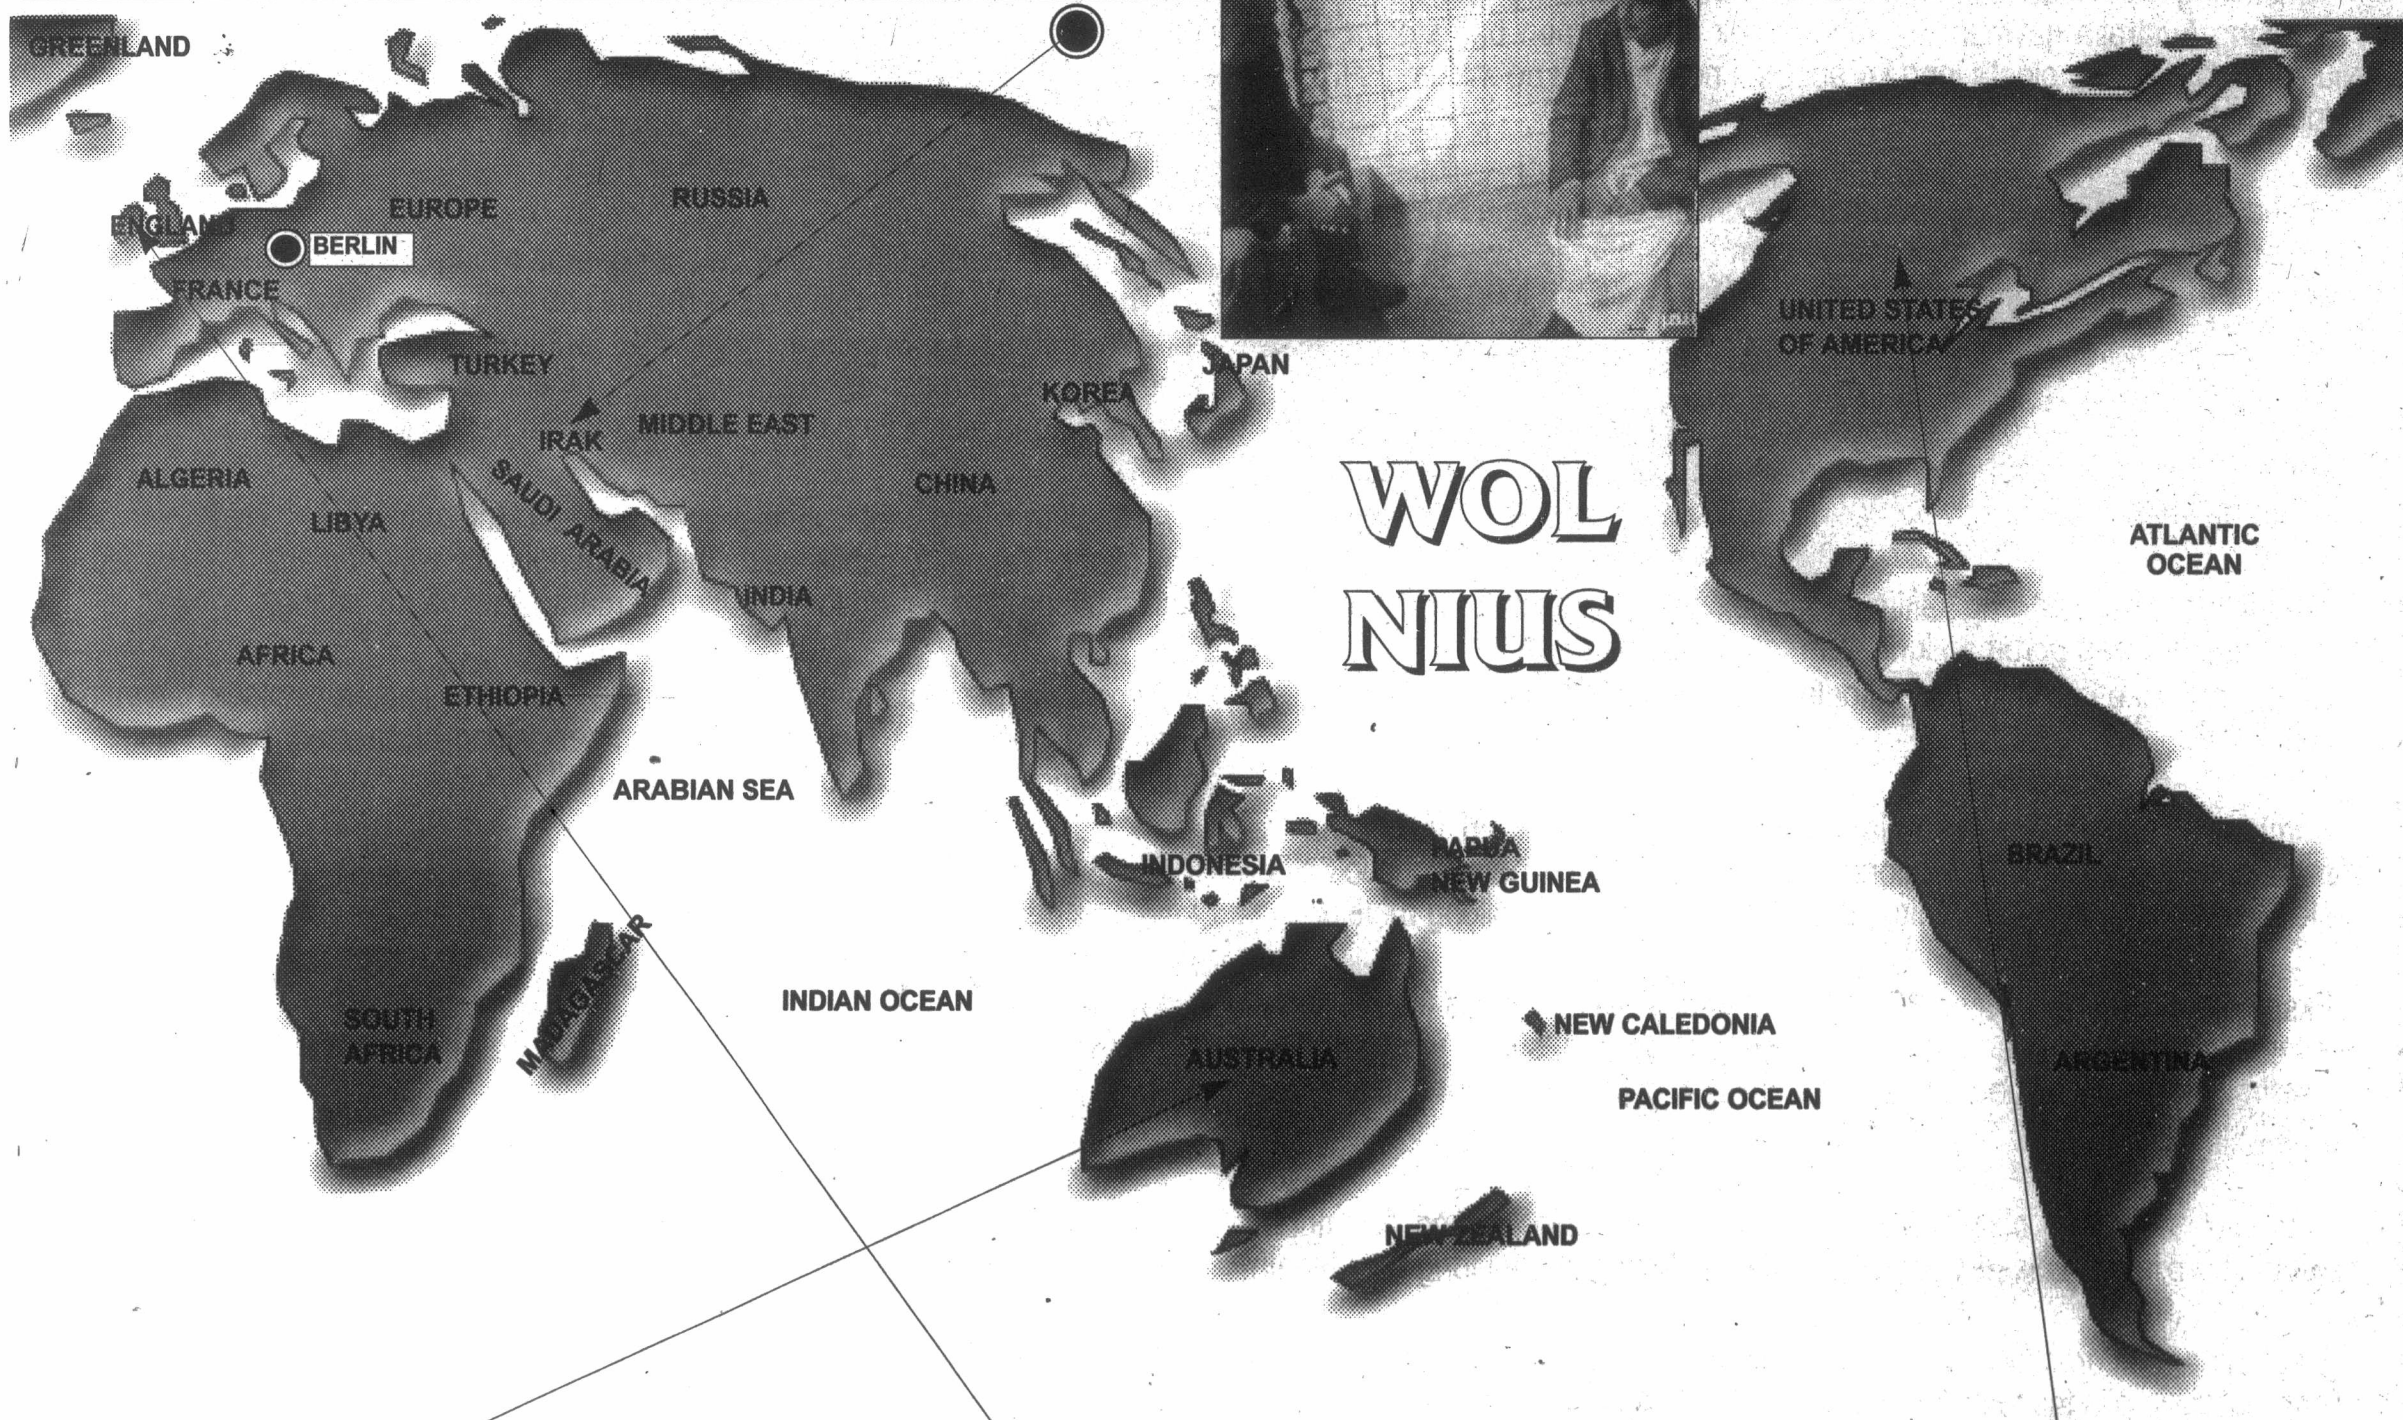 GREENLAND
ENGLAND
EUROPE
RUSSIA
BERLIN
FRANCE
TURKEY
IRAK
MIDDLE EAST
KOREA
JAPAN
ALGERIA
LIBYA
SAUDI ARABIA
CHINA
INDIA
AFRICA
ETHIOPIA
ARABIAN SEA
INDONESIA
PAPUA
NEW GUINEA
MADAGASCAR
SOUTH
AFRICA
INDIAN OCEAN
AUSTRALIA
NEW CALEDONIA
PACIFIC OCEAN
NEW ZEALAND
WOL
NIUS
UNITED STATES
OF AMERICA
ATLANTIC
OCEAN
BRAZIL
ARGENTINA